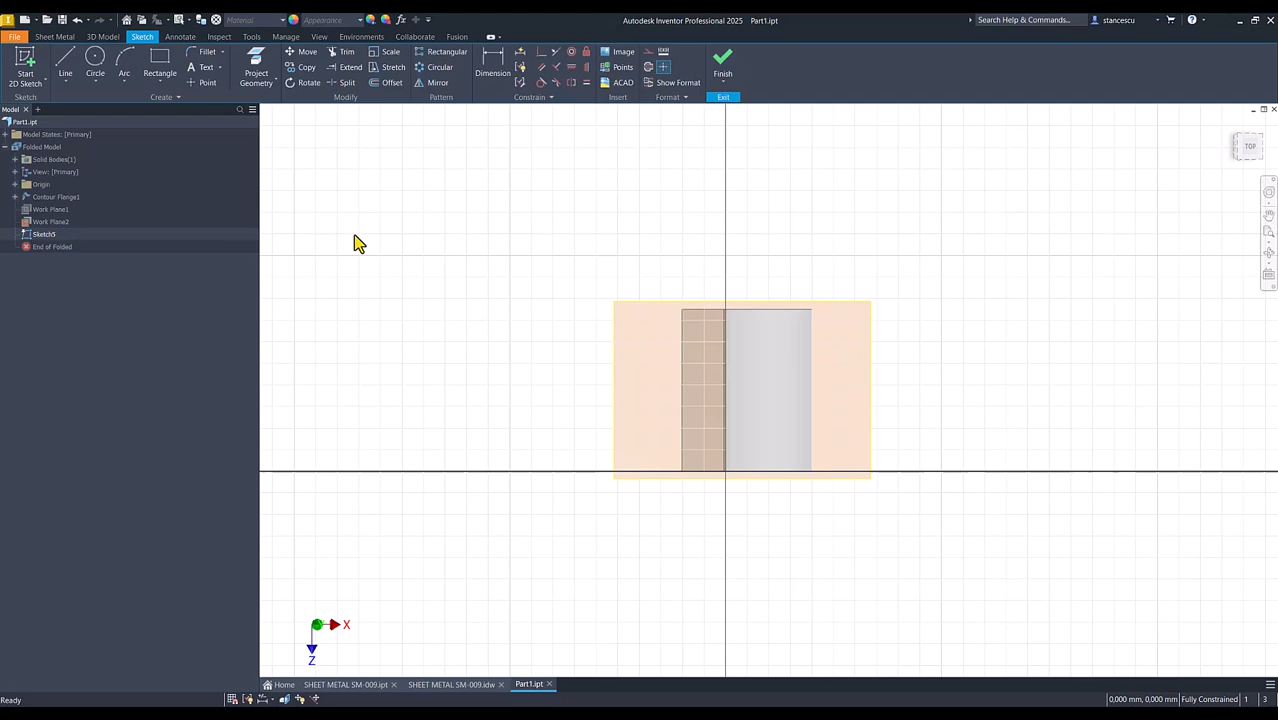 Material
Appearance
Autodesk Inventor Professional 2025 Part1.ipt
Search Help & Commands...
stancescu
File Sheet Metal 3D Model Sketch Annotate Inspect Tools Manage View Environments Collaborate Fusion
Start
2D Sketch
Line
Circle
Arc
Rectangle
Fillet
Text
Point
Project
Geometry
Move
Copy
Rotate
Trim
Extend
Split
Scale
Stretch
Offset
Rectangular
Circular
Mirror
Dimension
Image
Points
ACAD
Show Format
Finish
Sketch Create Modify Pattern Constrain Insert Format Exit
Model
Part1.ipt
Model States: [Primary]
Folded Model
Solid Bodies(1)
View: [Primary]
Origin
Contour Flange1
Work Plane1
Work Plane2
Sketch5
End of Folded
TOP
X
Z
Home SHEET METAL SM-009.ipt SHEET METAL SM-009.idw Part1.ipt
Ready
0,000 mm, 0,000 mm Fully Constrained 1 3